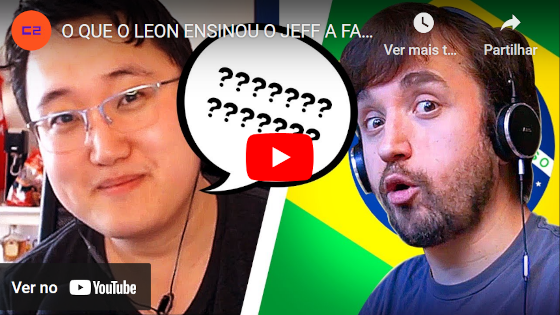 C2
O QUE O LEON ENSINOU O JEFF A FA...
Ver mais t...
Partilhar
???????
???????
Ver no YouTube